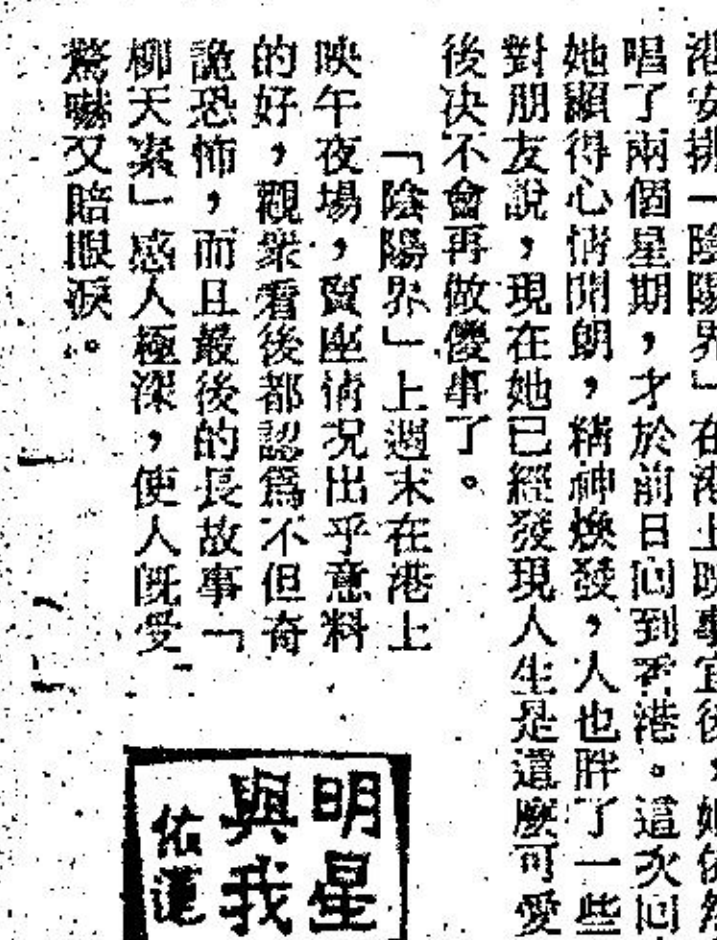 港安排「陰陽界」在港上映事宜後，她依然
唱了兩個星期，才於前日回到香港。這次回
她顯得心情開朗，精神煥發，人也胖了一些
對朋友說，現在她已經發現人生是這麼可愛
後決不會再做傻事了。
「陰陽界」上週末在港上
映午夜場，賣座情况出乎意料
的好，觀衆看後都認爲不但奇
詭恐怖，而且最後的長故事「
柳天素」感人極深，使人旣受
驚嚇又賠眼淚。
明星
與我
佑運